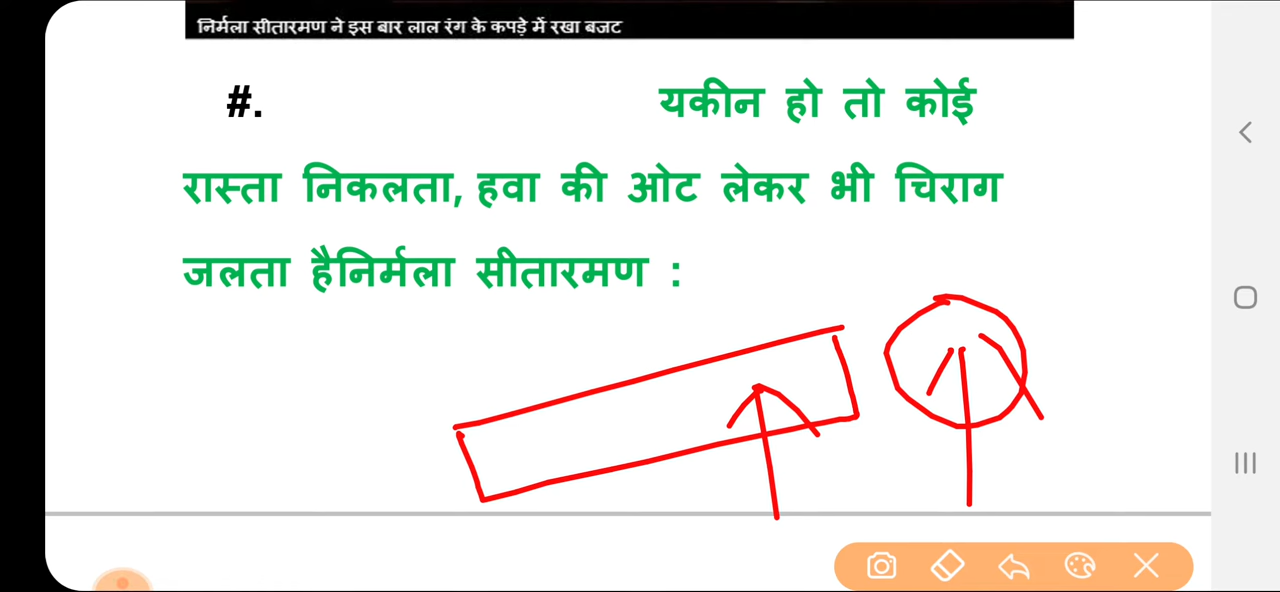 निर्मला सीतारमण ने इस बार लाल रंग के कपड़े में रखा बजट
#. यकीन हो तो कोई
रास्ता निकलता, हवा की ओट लेकर भी चिराग
जलता हैनिर्मला सीतारमण :